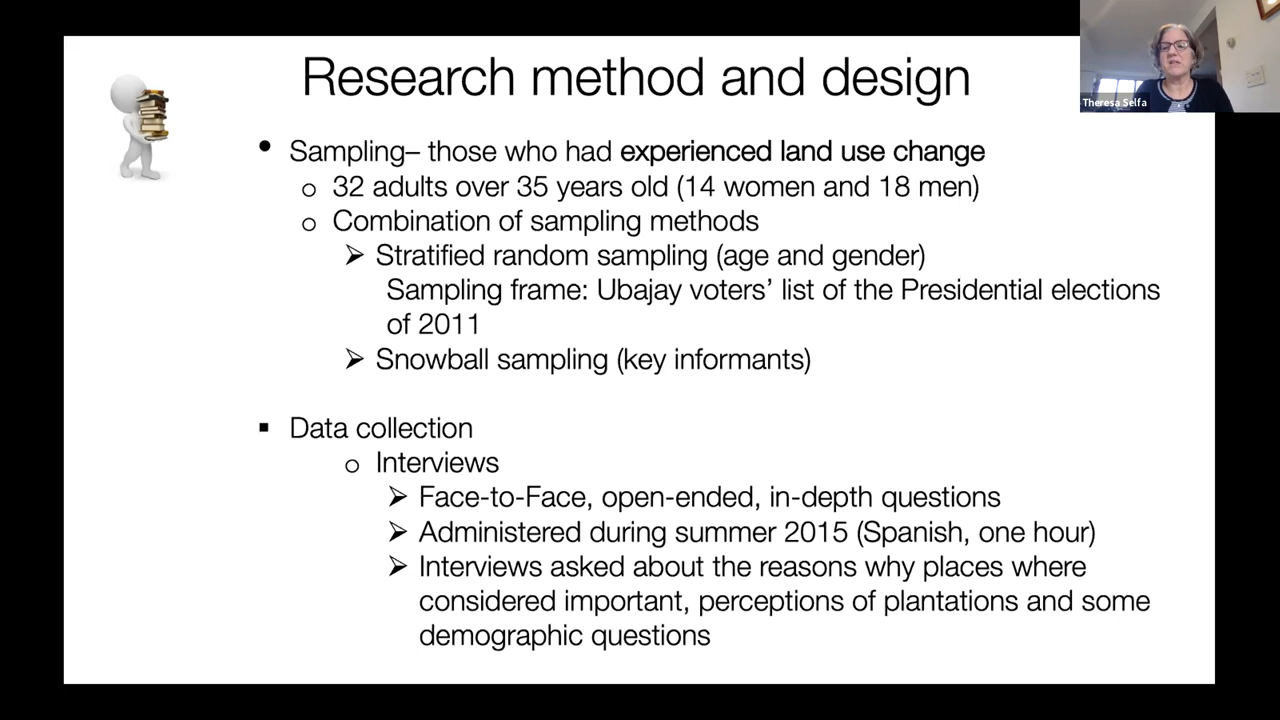 Research method and design
Theresa Selfa
• Sampling– those who had experienced land use change
o 32 adults over 35 years old (14 women and 18 men)
o Combination of sampling methods
➢ Stratified random sampling (age and gender)
Sampling frame: Ubajay voters’ list of the Presidential elections
of 2011
➢ Snowball sampling (key informants)
▪ Data collection
o Interviews
➢ Face-to-Face, open-ended, in-depth questions
➢ Administered during summer 2015 (Spanish, one hour)
➢ Interviews asked about the reasons why places where
considered important, perceptions of plantations and some
demographic questions